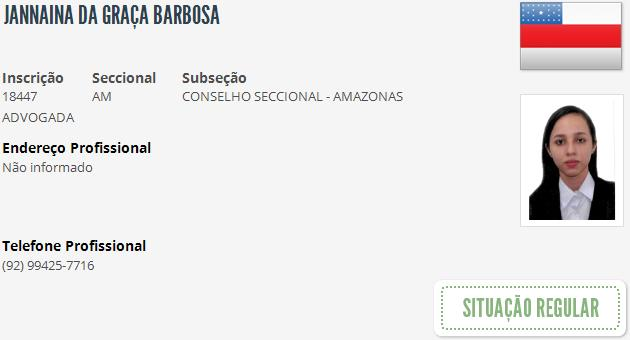 JANNAINA DA GRAÇA BARBOSA
Inscrição Seccional Subseção
18447 AM CONSELHO SECCIONAL - AMAZONAS
ADVOGADA
Endereço Profissional
Não informado
Telefone Profissional
(92) 99425-7716
SITUAÇÃO REGULAR